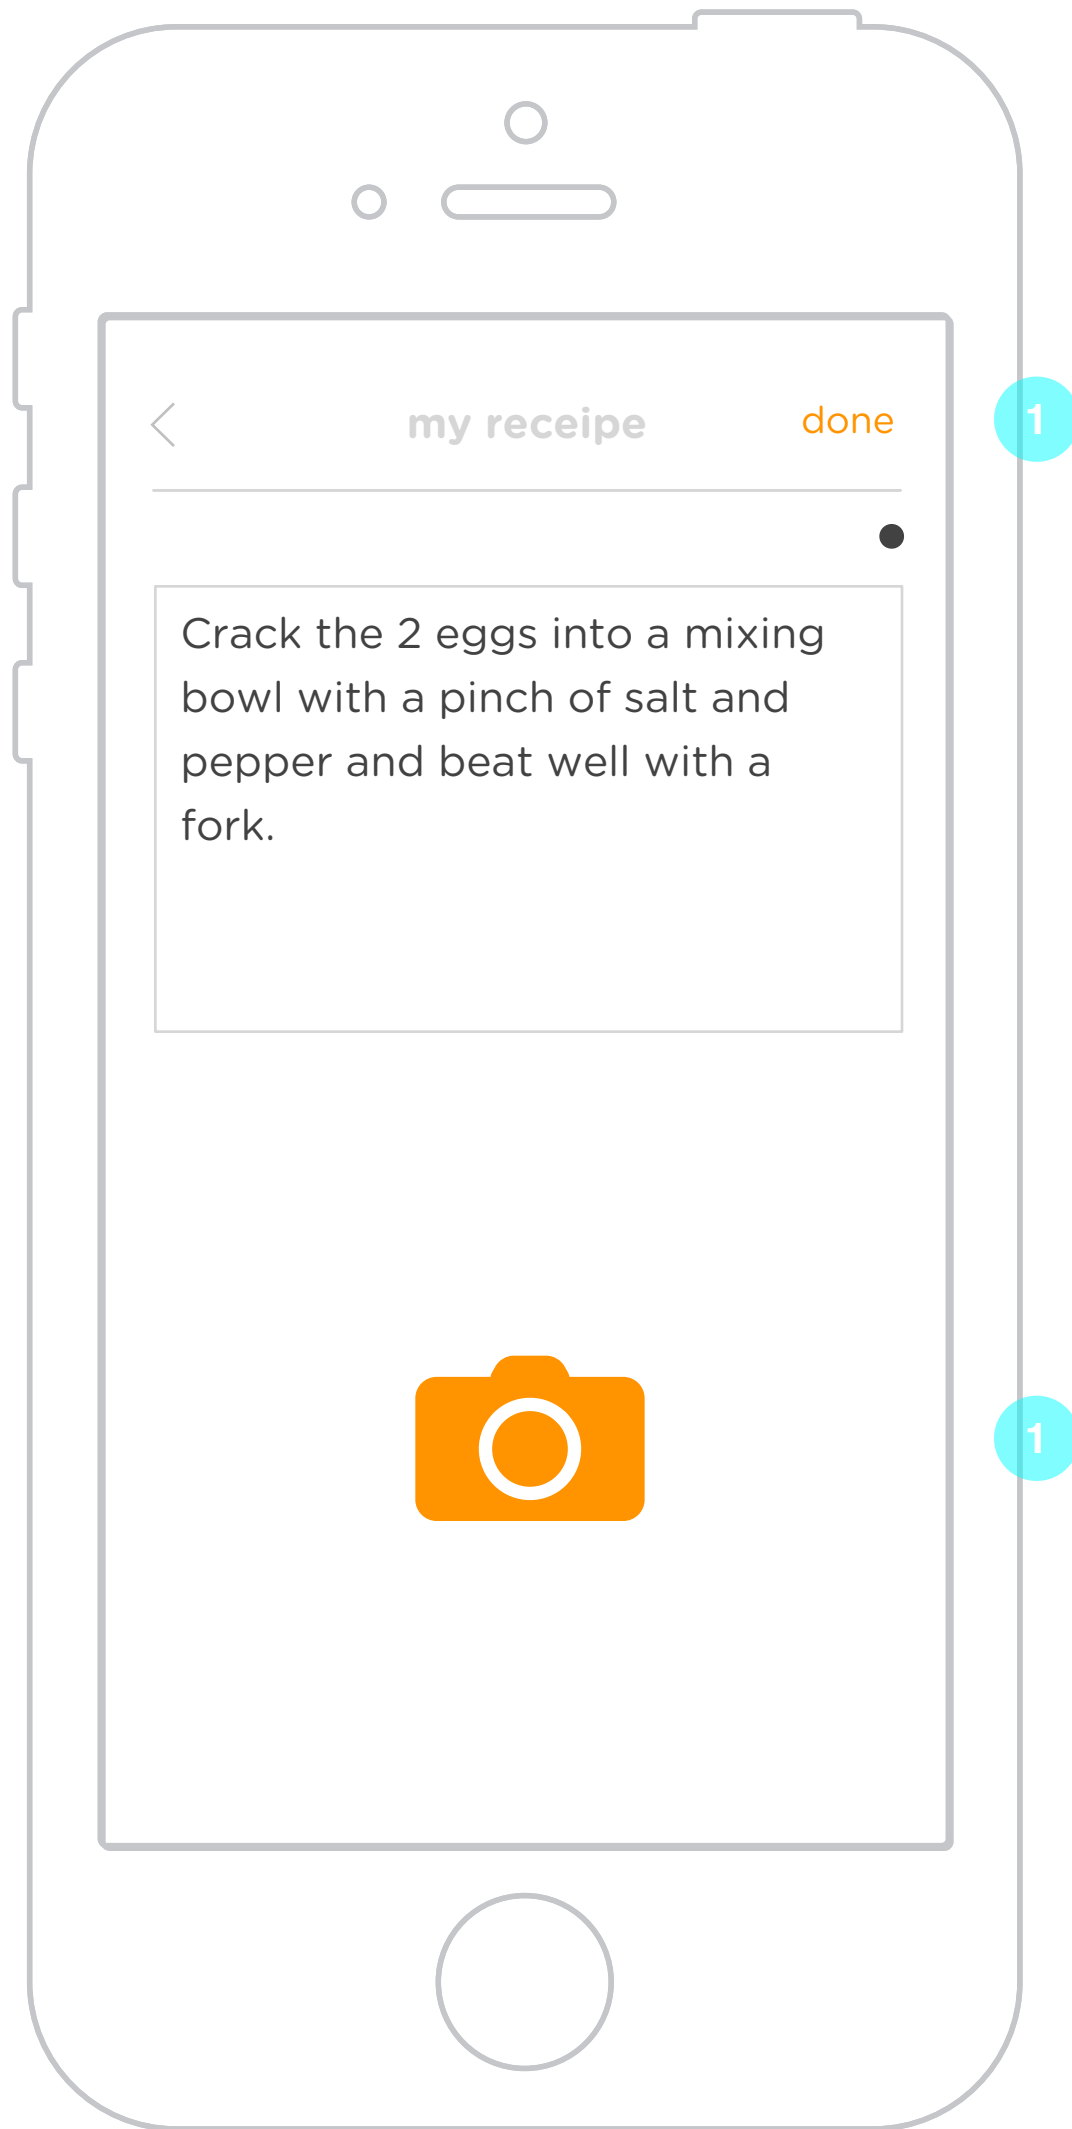 my receipe
done
1
Crack the 2 eggs into a mixing
bowl with a pinch of salt and
pepper and beat well with a
fork.
1